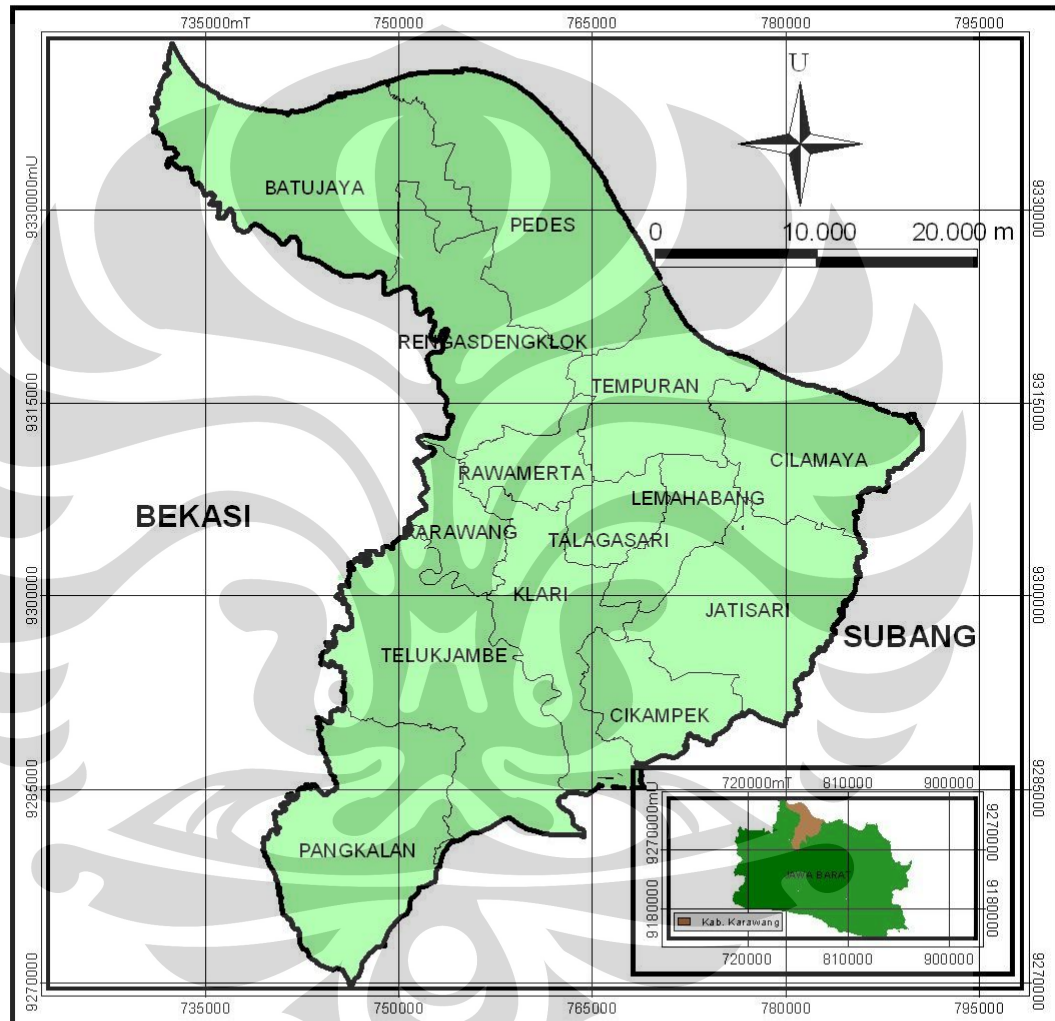 735000mT 750000 765000 780000 795000
U
BATUJAYA
9330000mU
PEDES
9330000
0 10.000 20.000 m
RENGASDENGKLOK
TEMPURAN
9315000
9315000
CILAMAYA
RAWAMERTA
LEMAHABANG
BEKASI
KARAWANG
TALAGASARI
KLARI
9300000
9300000
JATISARI
SUBANG
TELUKJAMBE
CIKAMPEK
9285000
9285000
720000mT 810000 900000
9270000mU
9270000
PANGKALAN
JAWA BARAT
9180000
9180000
Kab. Karawang
720000 810000 900000
9270000
9270000
735000 750000 765000 780000 795000